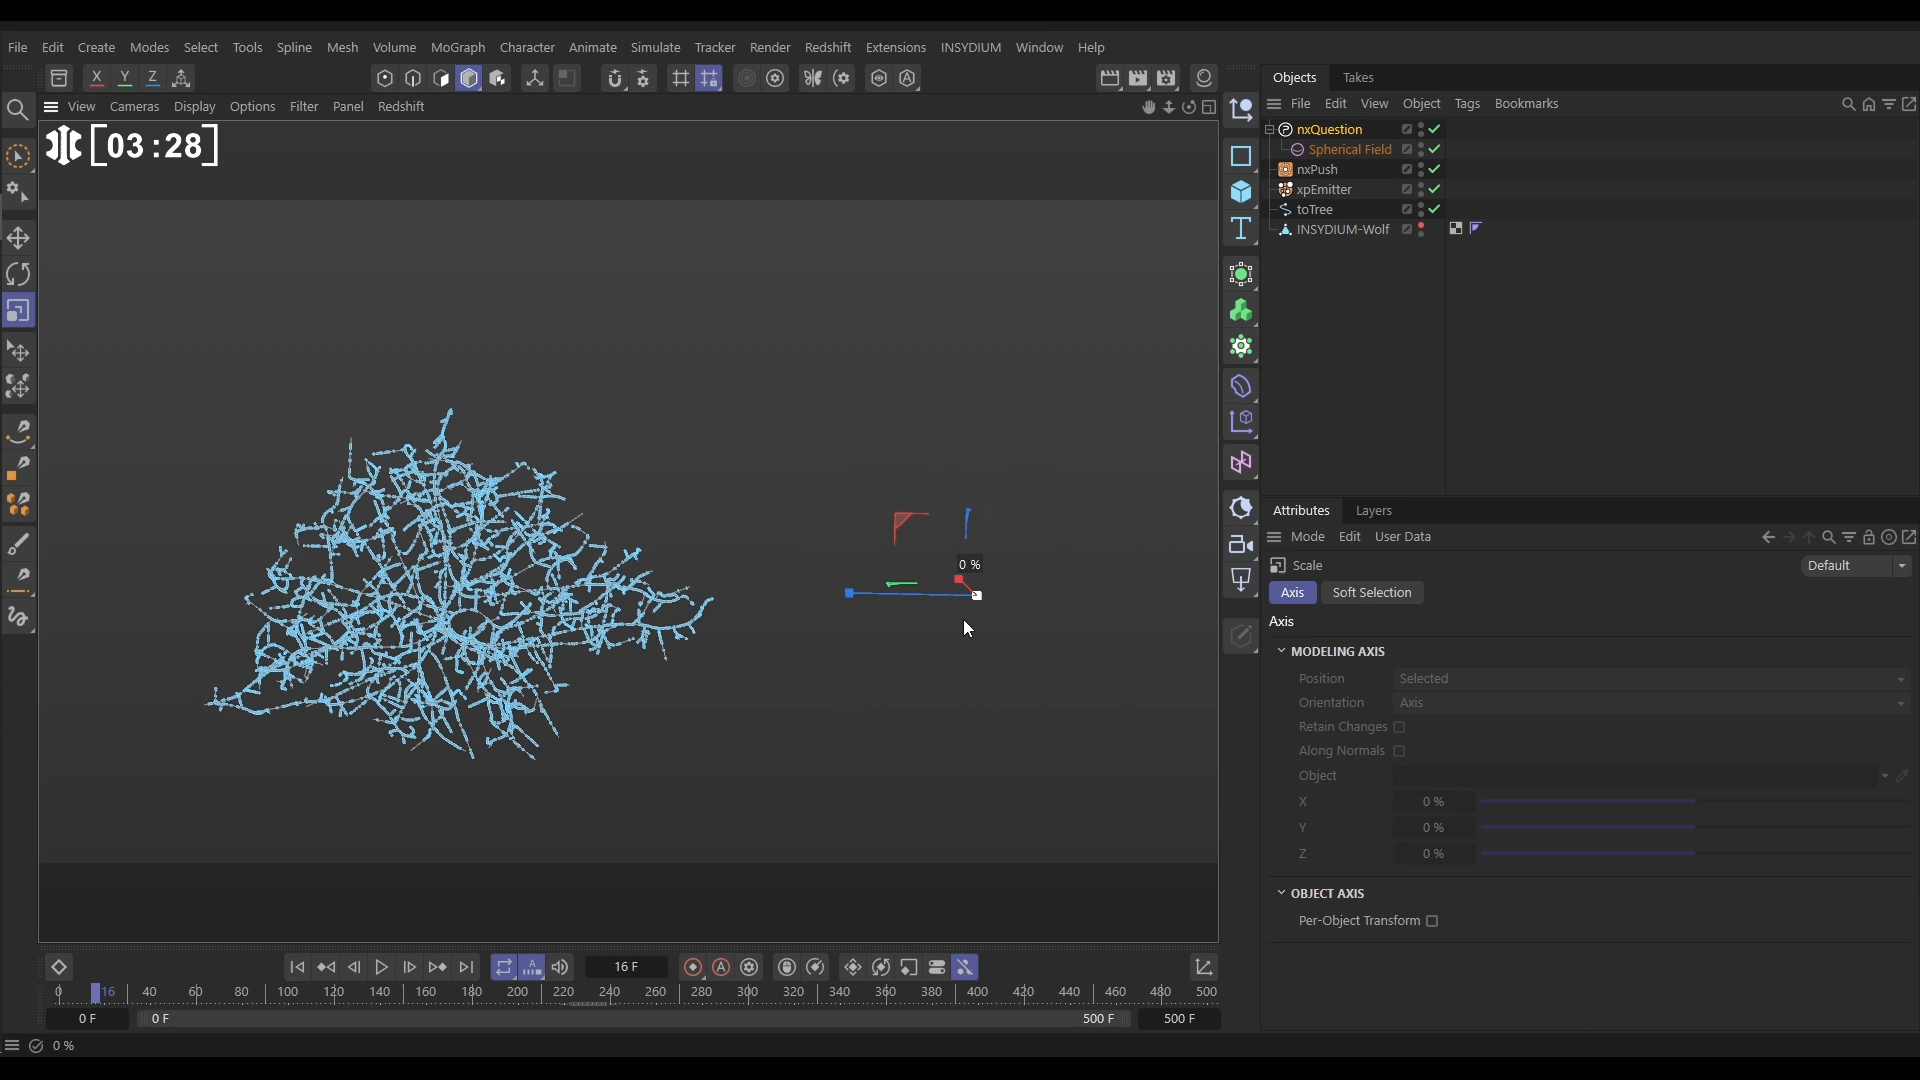 File Edit Create Modes Select Tools Spline Mesh Volume MoGraph Character Animate Simulate Tracker Render Redshift Extensions INSYDIUM Window Help
X Y Z
View Cameras Display Options Filter Panel Redshift
[03:28]
0 %
Objects Takes
File Edit View Object Tags Bookmarks
nxQuestion
Spherical Field
nxPush
xpEmitter
toTree
INSYDIUM-Wolf
Attributes Layers
Mode Edit User Data
Scale Default
Axis Soft Selection
Axis
MODELING AXIS
Position Selected
Orientation Axis
Retain Changes
Along Normals
Object
X 0 %
Y 0 %
Z 0 %
OBJECT AXIS
Per-Object Transform
16 F
0 16 40 60 80 100 120 140 160 180 200 220 240 260 280 300 320 340 360 380 400 420 440 460 480 500
0 F 0 F 500 F 500 F
0 %